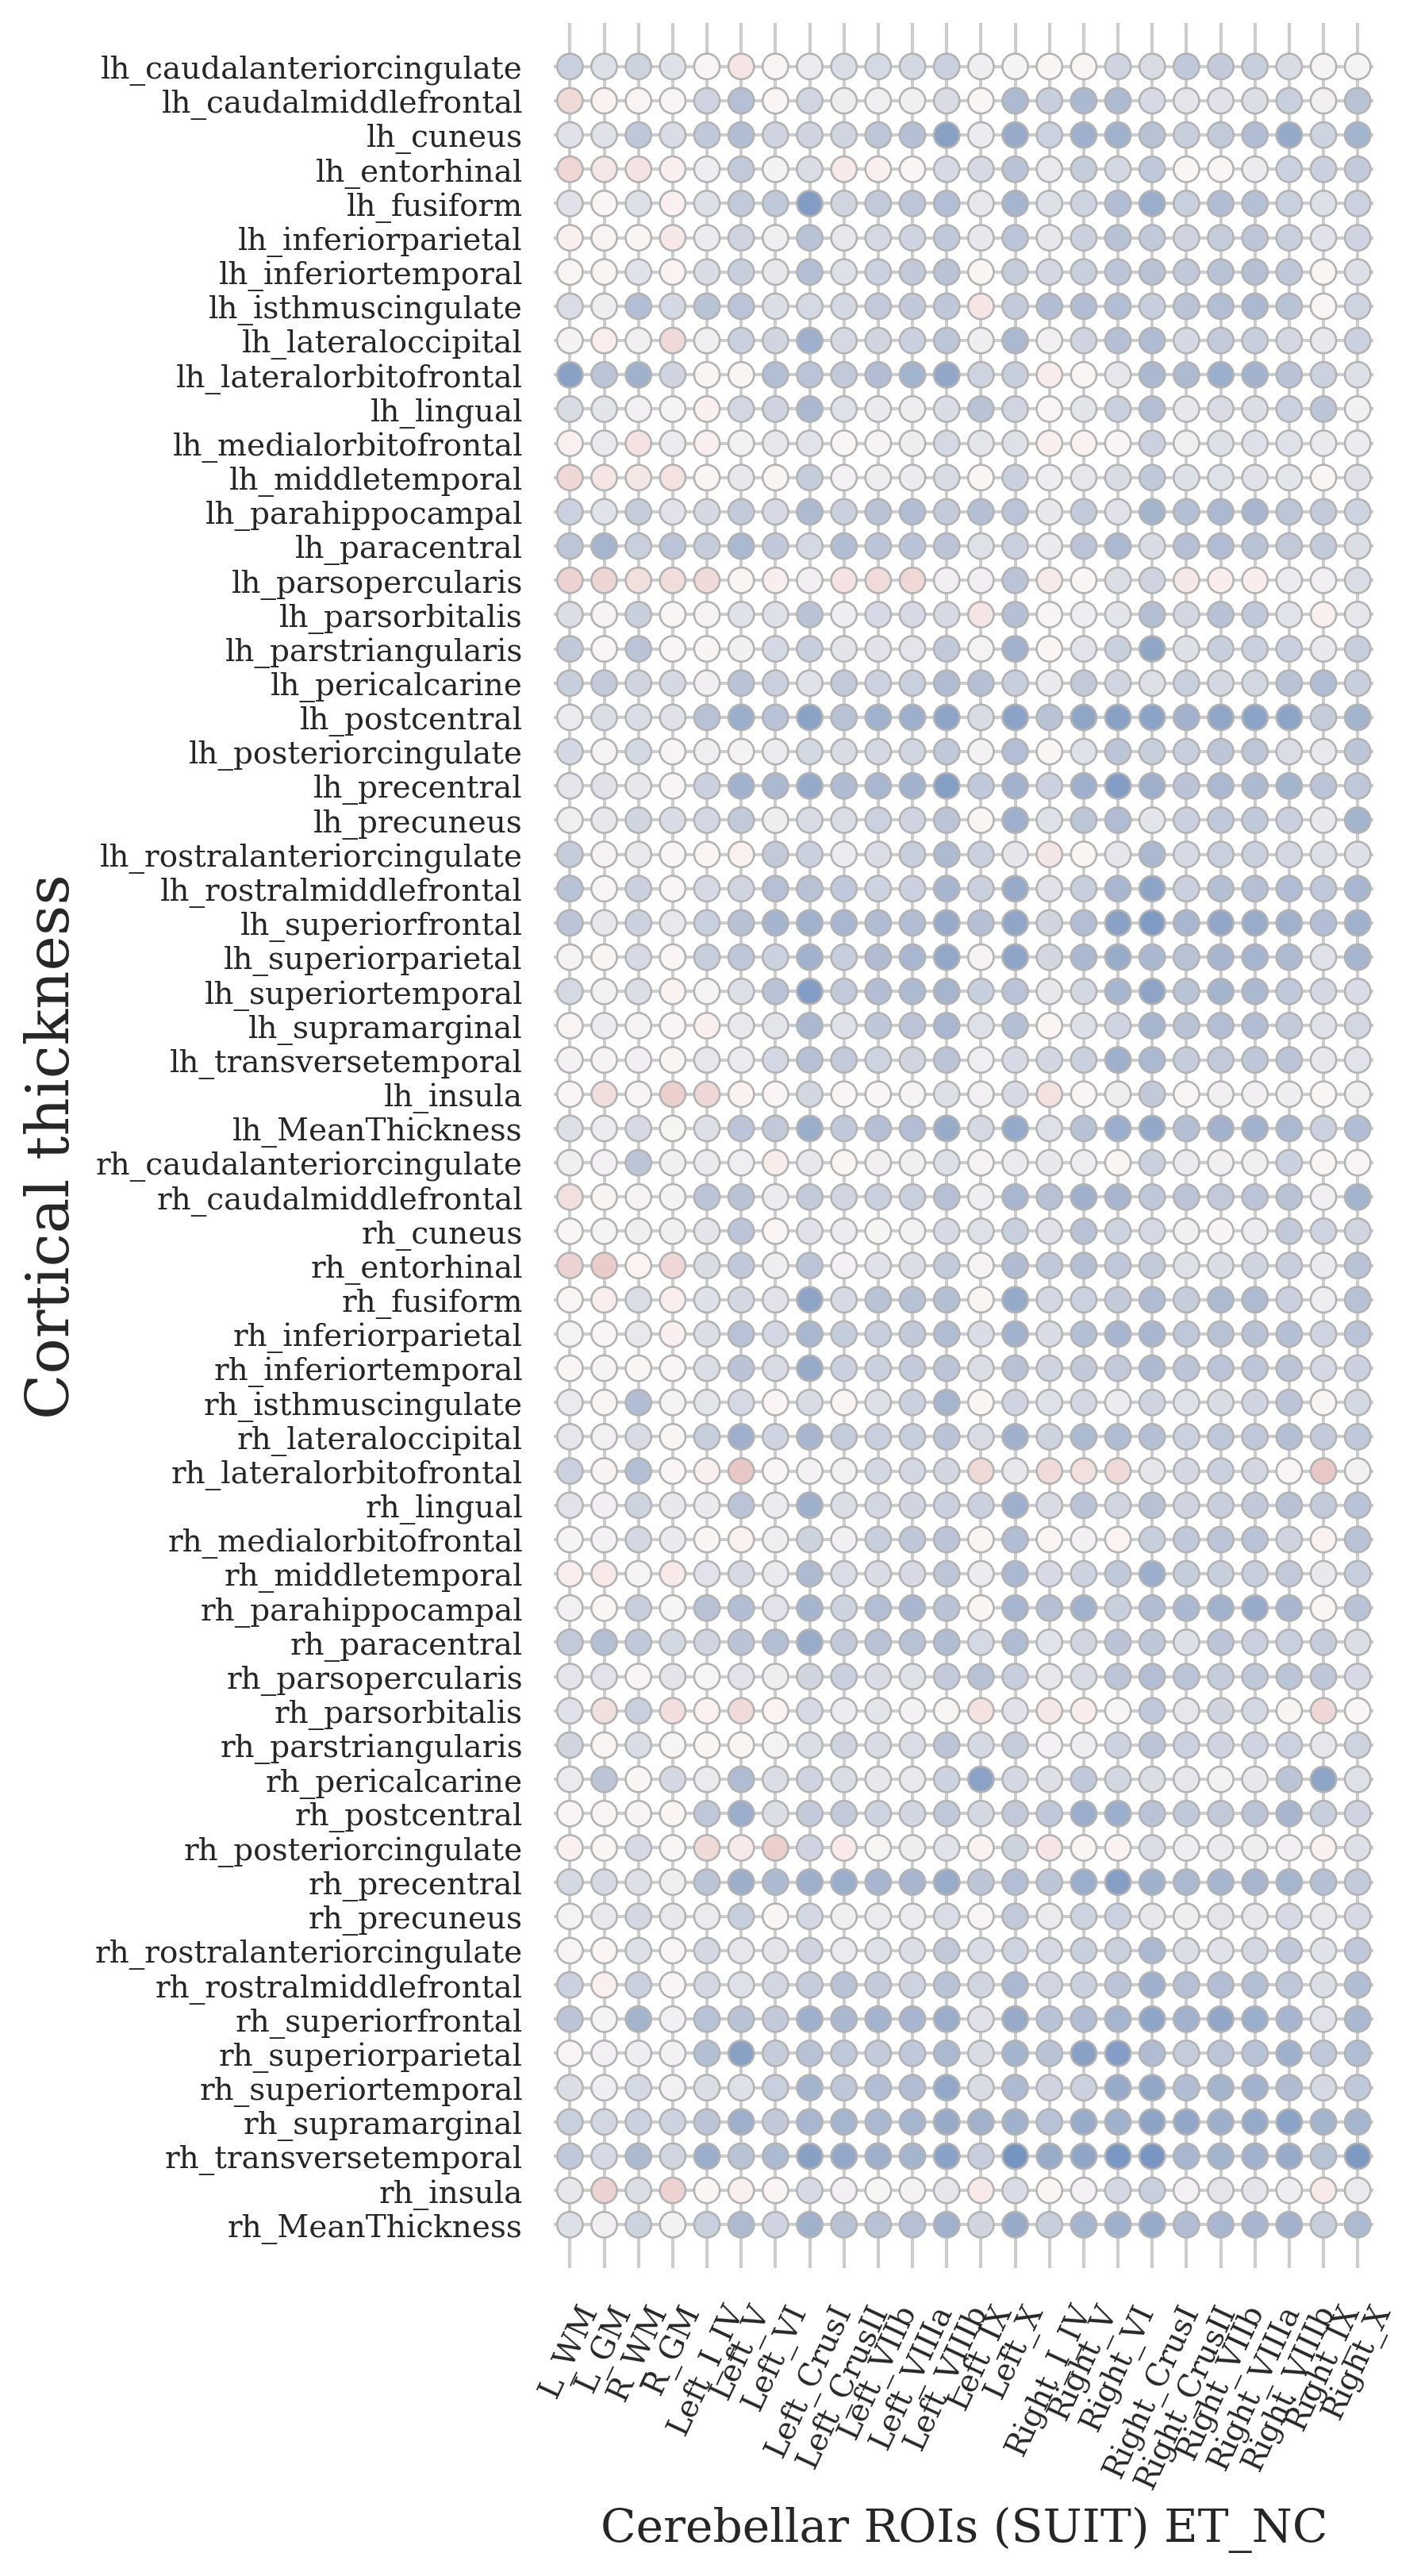 Cortical thickness
lh_caudalanteriorcingulate
lh_caudalmiddlefrontal
lh_cuneus
lh_entorhinal
lh_fusiform
lh_inferiorparietal
lh_inferiortemporal
lh_isthmuscingulate
lh_lateraloccipital
lh_lateralorbitofrontal
lh_lingual
lh_medialorbitofrontal
lh_middletemporal
lh_parahippocampal
lh_paracentral
lh_parsopercularis
lh_parsorbitalis
lh_parstriangularis
lh_pericalcarine
lh_postcentral
lh_posteriorcingulate
lh_precentral
lh_precuneus
lh_rostralanteriorcingulate
lh_rostralmiddlefrontal
lh_superiorfrontal
lh_superiorparietal
lh_superiortemporal
lh_supramarginal
lh_transversetemporal
lh_insula
lh_MeanThickness
rh_caudalanteriorcingulate
rh_caudalmiddlefrontal
rh_cuneus
rh_entorhinal
rh_fusiform
rh_inferiorparietal
rh_inferiortemporal
rh_isthmuscingulate
rh_lateraloccipital
rh_lateralorbitofrontal
rh_lingual
rh_medialorbitofrontal
rh_middletemporal
rh_parahippocampal
rh_paracentral
rh_parsopercularis
rh_parsorbitalis
rh_parstriangularis
rh_pericalcarine
rh_postcentral
rh_posteriorcingulate
rh_precentral
rh_precuneus
rh_rostralanteriorcingulate
rh_rostralmiddlefrontal
rh_superiorfrontal
rh_superiorparietal
rh_superiortemporal
rh_supramarginal
rh_transversetemporal
rh_insula
rh_MeanThickness
L_WM
L_GM
R_WM
R_GM
Left_I_IV
Left_V
Left_VI
Left_CrusI
Left_CrusII
Left_VIIb
Left_VIIIa
Left_VIIIb
Left_IX
Left_X
Right_I_IV
Right_V
Right_VI
Right_CrusI
Right_CrusII
Right_VIIb
Right_VIIIa
Right_VIIIb
Right_IX
Right_X
Cerebellar ROIs (SUIT) ET_NC